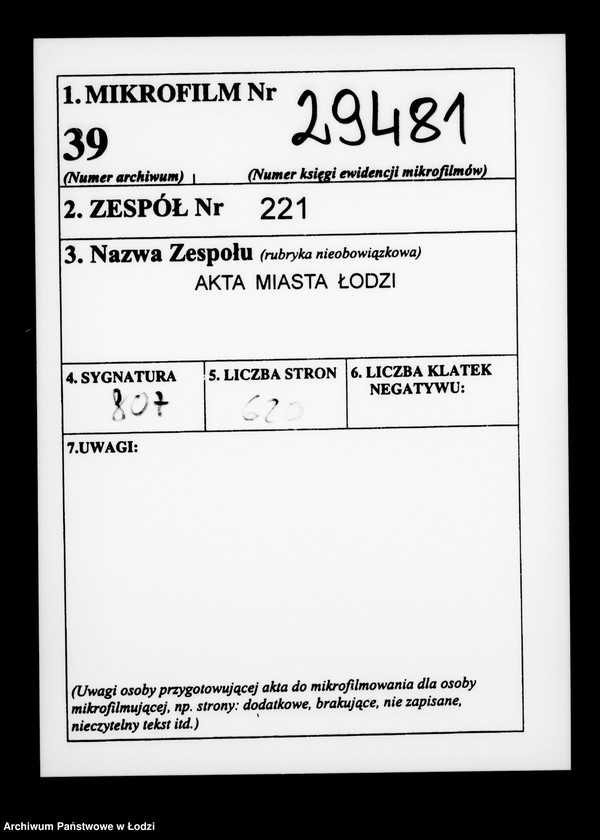 1. MIKROFILM Nr 29481
39
(Numer archiwum) (Numer księgi ewidencji mikrofilmów)
2. ZESPÓŁ Nr 221
3. Nazwa Zespołu (rubryka nieobowiązkowa)
AKTA MIASTA ŁODZI
4. SYGNATURA 5. LICZBA STRON 6. LICZBA KLATEK
NEGATYWU:
807 620
7.UWAGI:
(Uwagi osoby przygotowującej akta do mikrofilmowania dla osoby
mikrofilmującej, np. strony: dodatkowe, brakujące, nie zapisane,
nieczytelny tekst itd.)
Archiwum Państwowe w Łodzi